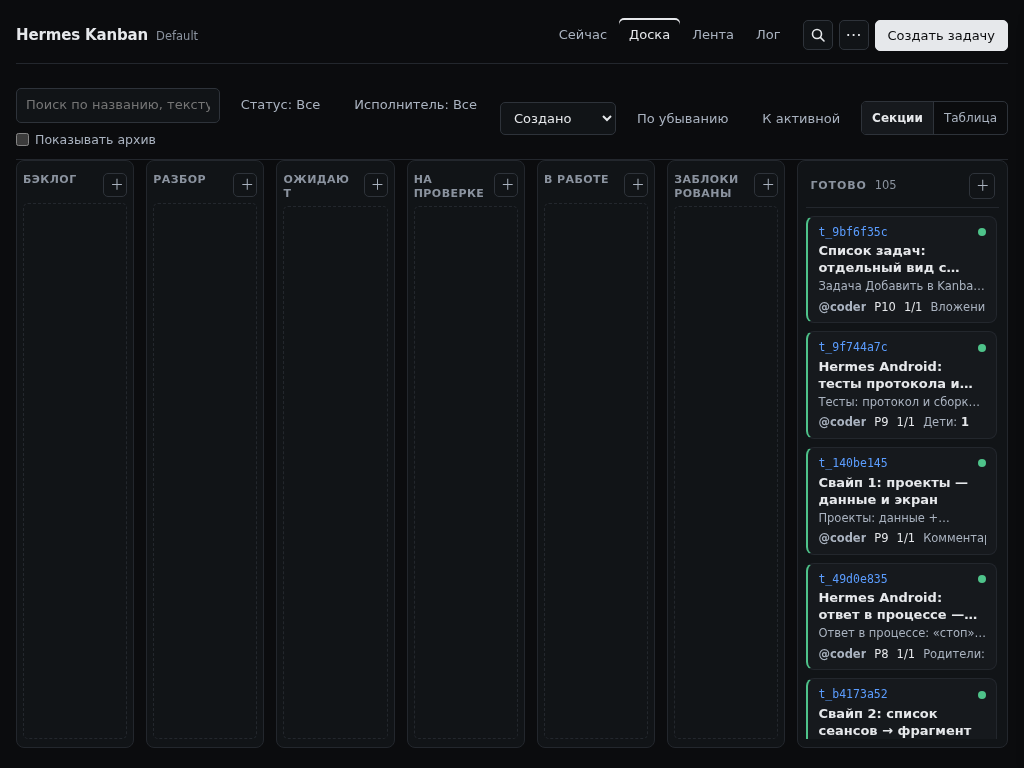 Hermes Kanban Default
Сейчас Доска Лента Лог ··· Создать задачу
Поиск по названию, тексту
Статус: Все Исполнитель: Все Создано По убыванию К активной Секции Таблица
Показывать архив
БЭКЛОГ +
РАЗБОР +
ОЖИДАЮ
Т +
НА
ПРОВЕРКЕ +
В РАБОТЕ +
ЗАБЛОКИ
РОВАНЫ +
ГОТОВО 105 +
t_9bf6f35c
Список задач:
отдельный вид с…
Задача Добавить в Kanba…
@coder P10 1/1 Вложени
t_9f744a7c
Hermes Android:
тесты протокола и…
Тесты: протокол и сборк…
@coder P9 1/1 Дети: 1
t_140be145
Свайп 1: проекты —
данные и экран
Проекты: данные +…
@coder P9 1/1 Комментар
t_49d0e835
Hermes Android:
ответ в процессе —…
Ответ в процессе: «стоп»…
@coder P8 1/1 Родители:
t_b4173a52
Свайп 2: список
сеансов → фрагмент